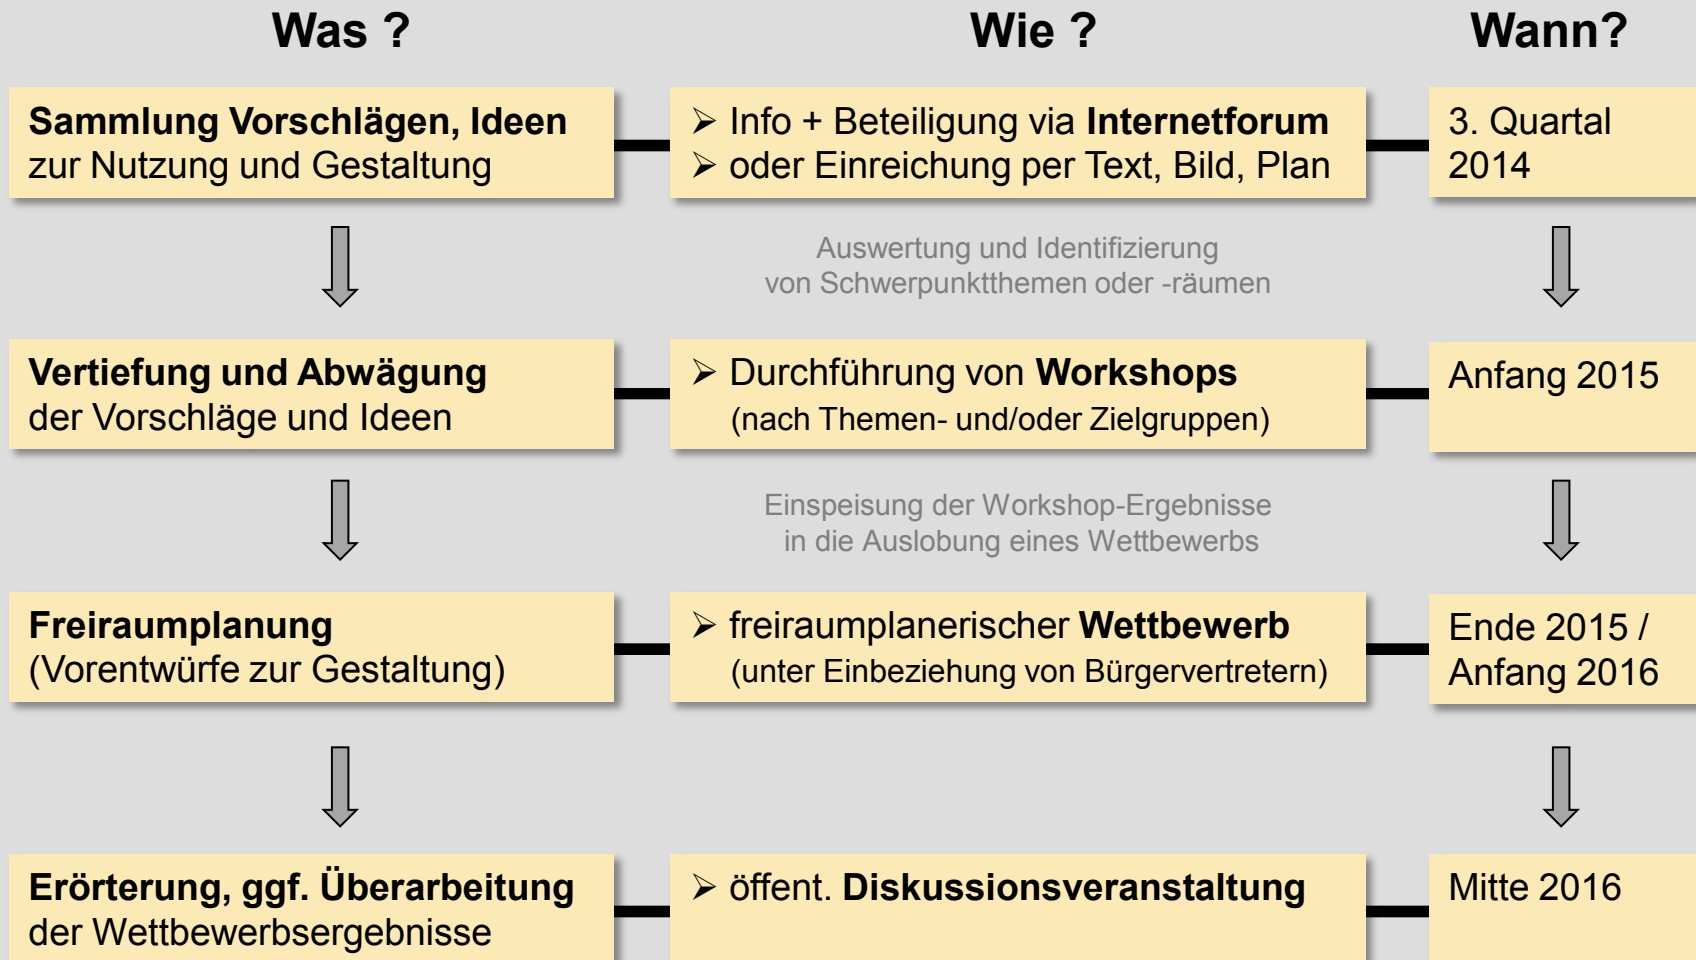 Was ?
Wie ?
Wann?
Sammlung Vorschlägen, Ideen
zur Nutzung und Gestaltung
➢ Info + Beteiligung via Internetforum
➢ oder Einreichung per Text, Bild, Plan
3. Quartal
2014
Auswertung und Identifizierung
von Schwerpunktthemen oder -räumen
Vertiefung und Abwägung
der Vorschläge und Ideen
➢ Durchführung von Workshops
(nach Themen- und/oder Zielgruppen)
Anfang 2015
Einspeisung der Workshop-Ergebnisse
in die Auslobung eines Wettbewerbs
Freiraumplanung
(Vorentwürfe zur Gestaltung)
➢ freiraumplanerischer Wettbewerb
(unter Einbeziehung von Bürgervertretern)
Ende 2015 /
Anfang 2016
Erörterung, ggf. Überarbeitung
der Wettbewerbsergebnisse
➢ öffent. Diskussionsveranstaltung
Mitte 2016